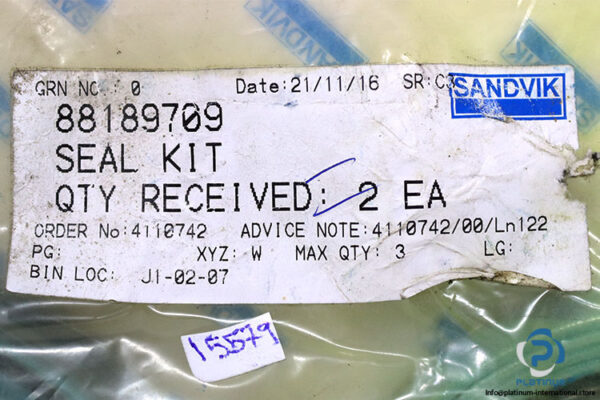 GRN NO : 0 Date:21/11/16 SR:C3
SANDVIK
88189709
SEAL KIT
QTY RECEIVED: 2 EA
ORDER No:4110742 ADVICE NOTE:4110742/00/Ln122
PG: XYZ: W MAX QTY: 3 LG:
BIN LOC: J1-02-07
15579
SANDVIK
PLATINUM
info@platinum-international.store